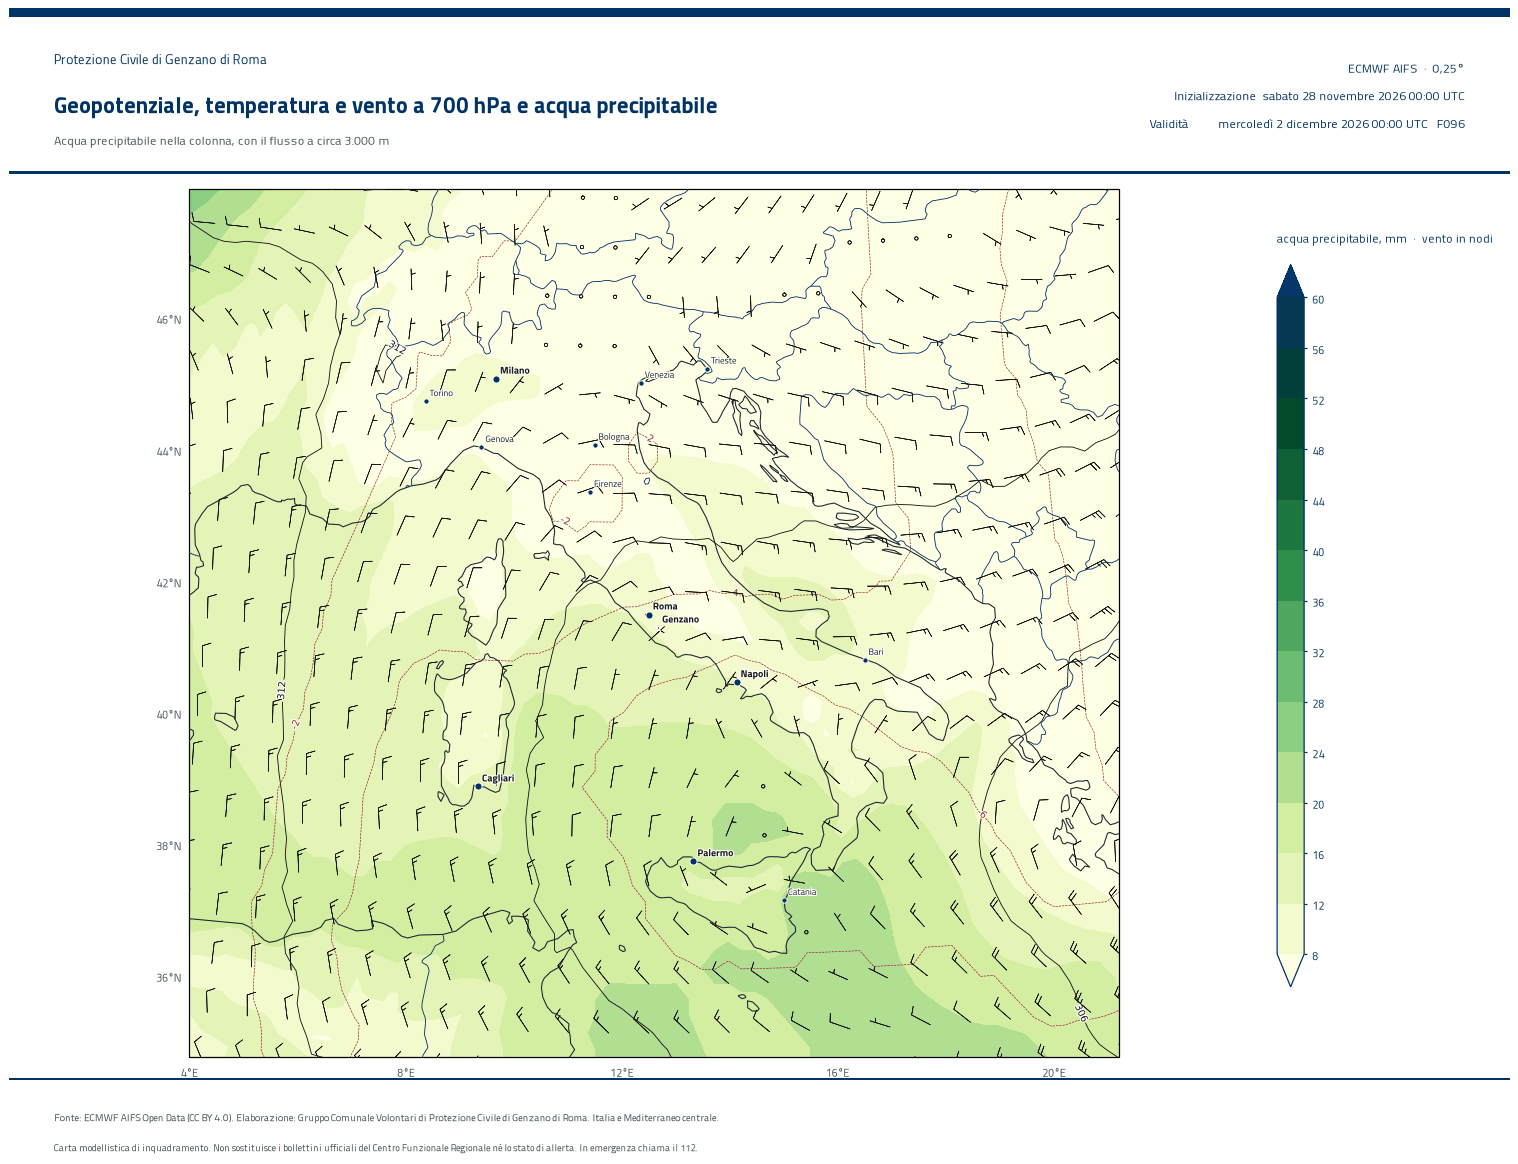 Protezione Civile di Genzano di Roma
Geopotenziale, temperatura e vento a 700 hPa e acqua precipitabile
Acqua precipitabile nella colonna, con il flusso a circa 3.000 m
ECMWF AIFS · 0,25°
Inizializzazione sabato 28 novembre 2026 00:00 UTC
Validità mercoledì 2 dicembre 2026 00:00 UTC F096
acqua precipitabile, mm · vento in nodi
60
56
52
48
44
40
36
32
28
24
20
16
12
8
46°N
44°N
42°N
40°N
38°N
36°N
4°E
8°E
12°E
16°E
20°E
312
Milano
Torino
Trieste
Venezia
Genova
Bologna
-2
Firenze
-2
-4
Roma
Genzano
Bari
Napoli
312
-2
Cagliari
-6
Palermo
Catania
306
Fonte: ECMWF AIFS Open Data (CC BY 4.0). Elaborazione: Gruppo Comunale Volontari di Protezione Civile di Genzano di Roma. Italia e Mediterraneo centrale.
Carta modellistica di inquadramento. Non sostituisce i bollettini ufficiali del Centro Funzionale Regionale né lo stato di allerta. In emergenza chiama il 112.